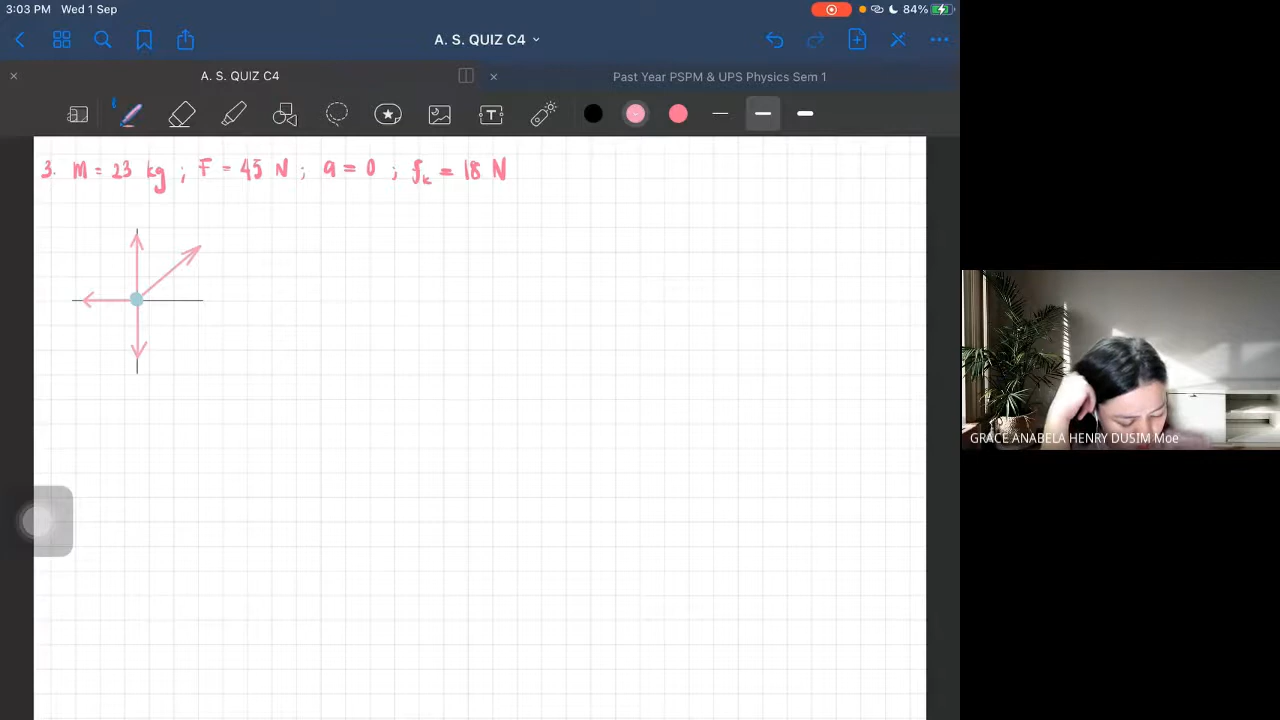 3:03 PM Wed 1 Sep
84%
A. S. QUIZ C4
A. S. QUIZ C4
Past Year PSPM & UPS Physics Sem 1
3. M = 23 kg ; F = 45 N ; a = 0 ; fk = 18 N
GRACE ANABELA HENRY DUSIM Moe